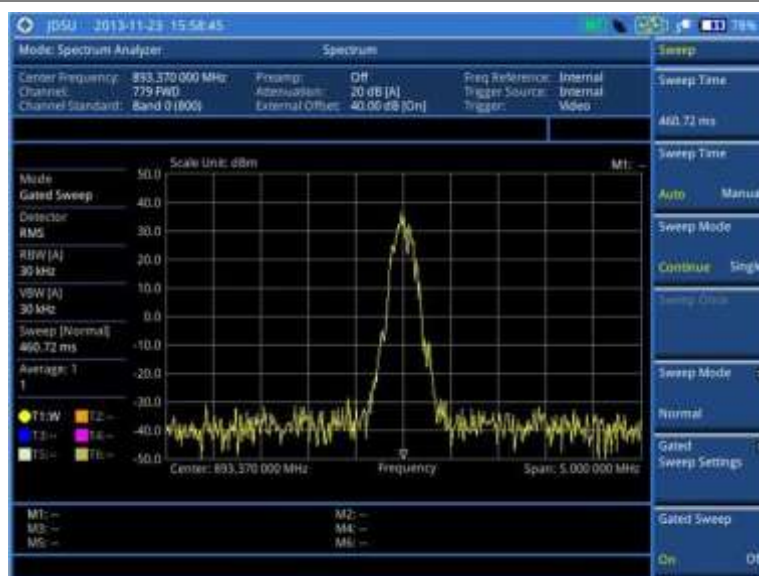 JDSU 2013-11-23 15:58:45
78%
Mode: Spectrum Analyzer Spectrum
Center Frequency: 893.370 000 MHz Preamp: Off Freq Reference: Internal
Channel: 779 FWD Attenuation: 20 dB [A] Trigger Source: Internal
Channel Standard: Band 0 (800) External Offset: 40.00 dB [On] Trigger: Video
Scale Unit: dBm M1: --
50.0
40.0
30.0
20.0
10.0
0.0
-10.0
-20.0
-30.0
-40.0
-50.0
Center: 893.370 000 MHz Frequency Span: 5.000 000 MHz
Mode
Gated Sweep
Detector
RMS
RBW [A]
30 kHz
VBW [A]
30 kHz
Sweep [Normal]
460.72 ms
Average: 1
1
T1:W T2:--
T3:-- T4:--
T5:-- T6:--
M1: -- M2: --
M3: -- M4: --
M5: -- M6: --
Sweep
Sweep Time
460.72 ms
Sweep Time
Auto Manua
Sweep Mode
Continue Singl
Sweep Once
Sweep Mode
Normal
Gated
Sweep Settings
Gated Sweep
On Of